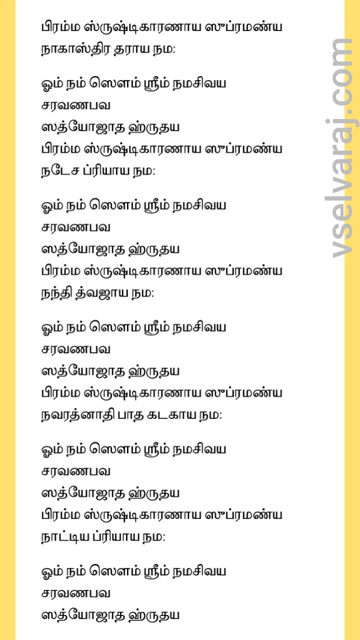 பிரம்ம ஸ்ருஷ்டிகாரணாய ஸுப்ரமண்ய
நாகாஸ்திர தராய நம:
ஓம் நம் ஸௌம் ஸ்ரீம் நமசிவய
சரவணபவ
ஸத்யோஜாத ஹ்ருதய
பிரம்ம ஸ்ருஷ்டிகாரணாய ஸுப்ரமண்ய
நடேச ப்ரியாய நம:
ஓம் நம் ஸௌம் ஸ்ரீம் நமசிவய
சரவணபவ
ஸத்யோஜாத ஹ்ருதய
பிரம்ம ஸ்ருஷ்டிகாரணாய ஸுப்ரமண்ய
நந்தி த்வஜாய நம:
ஓம் நம் ஸௌம் ஸ்ரீம் நமசிவய
சரவணபவ
ஸத்யோஜாத ஹ்ருதய
பிரம்ம ஸ்ருஷ்டிகாரணாய ஸுப்ரமண்ய
நவரத்னாதி பாத கடகாய நம:
ஓம் நம் ஸௌம் ஸ்ரீம் நமசிவய
சரவணபவ
ஸத்யோஜாத ஹ்ருதய
பிரம்ம ஸ்ருஷ்டிகாரணாய ஸுப்ரமண்ய
நாட்டிய ப்ரியாய நம:
ஓம் நம் ஸௌம் ஸ்ரீம் நமசிவய
சரவணபவ
ஸத்யோஜாத ஹ்ருதய
vselvaraj.com